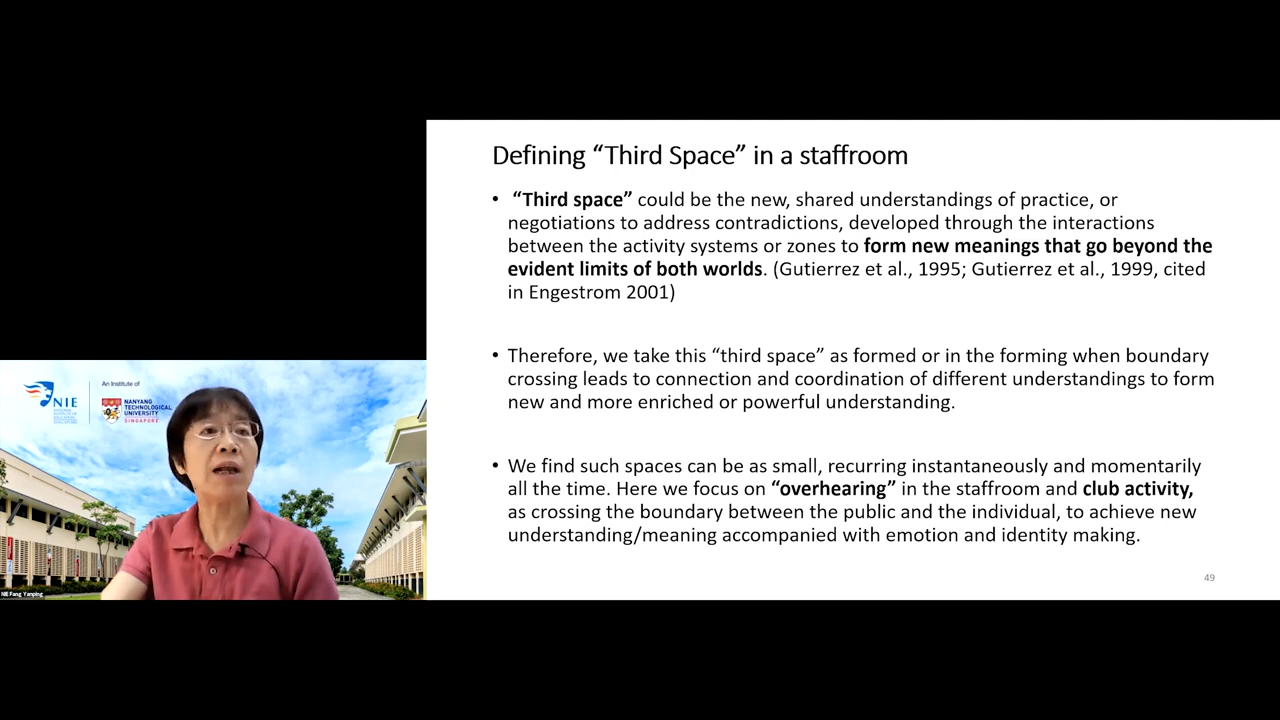 Defining “Third Space” in a staffroom
• “Third space” could be the new, shared understandings of practice, or
negotiations to address contradictions, developed through the interactions
between the activity systems or zones to form new meanings that go beyond the
evident limits of both worlds. (Gutierrez et al., 1995; Gutierrez et al., 1999, cited
in Engestrom 2001)
• Therefore, we take this “third space” as formed or in the forming when boundary
crossing leads to connection and coordination of different understandings to form
new and more enriched or powerful understanding.
• We find such spaces can be as small, recurring instantaneously and momentarily
all the time. Here we focus on “overhearing” in the staffroom and club activity,
as crossing the boundary between the public and the individual, to achieve new
understanding/meaning accompanied with emotion and identity making.
49
An Institute of
NIE
NANYANG
TECHNOLOGICAL
UNIVERSITY
SINGAPORE
NIE Fang Yanping